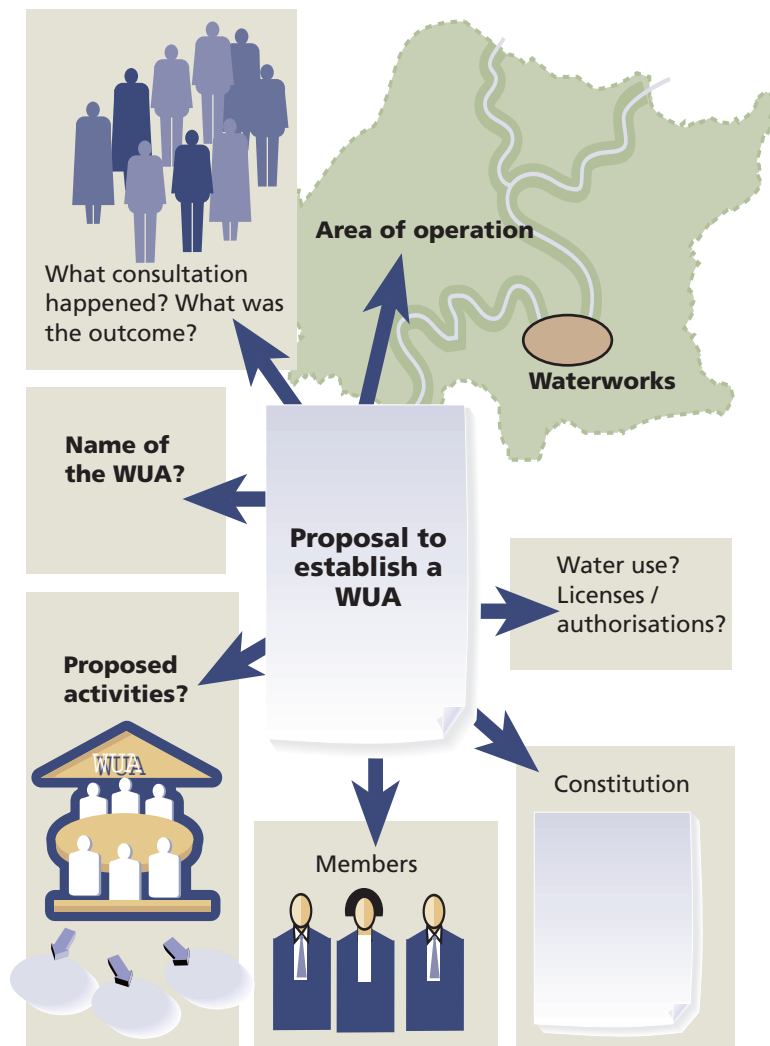 What consultation
happened? What was
the outcome?
Area of operation
Waterworks
Name of
the WUA?
Proposal to
establish a
WUA
Water use?
Licenses /
authorisations?
Proposed
activities?
WUA
Members
Constitution